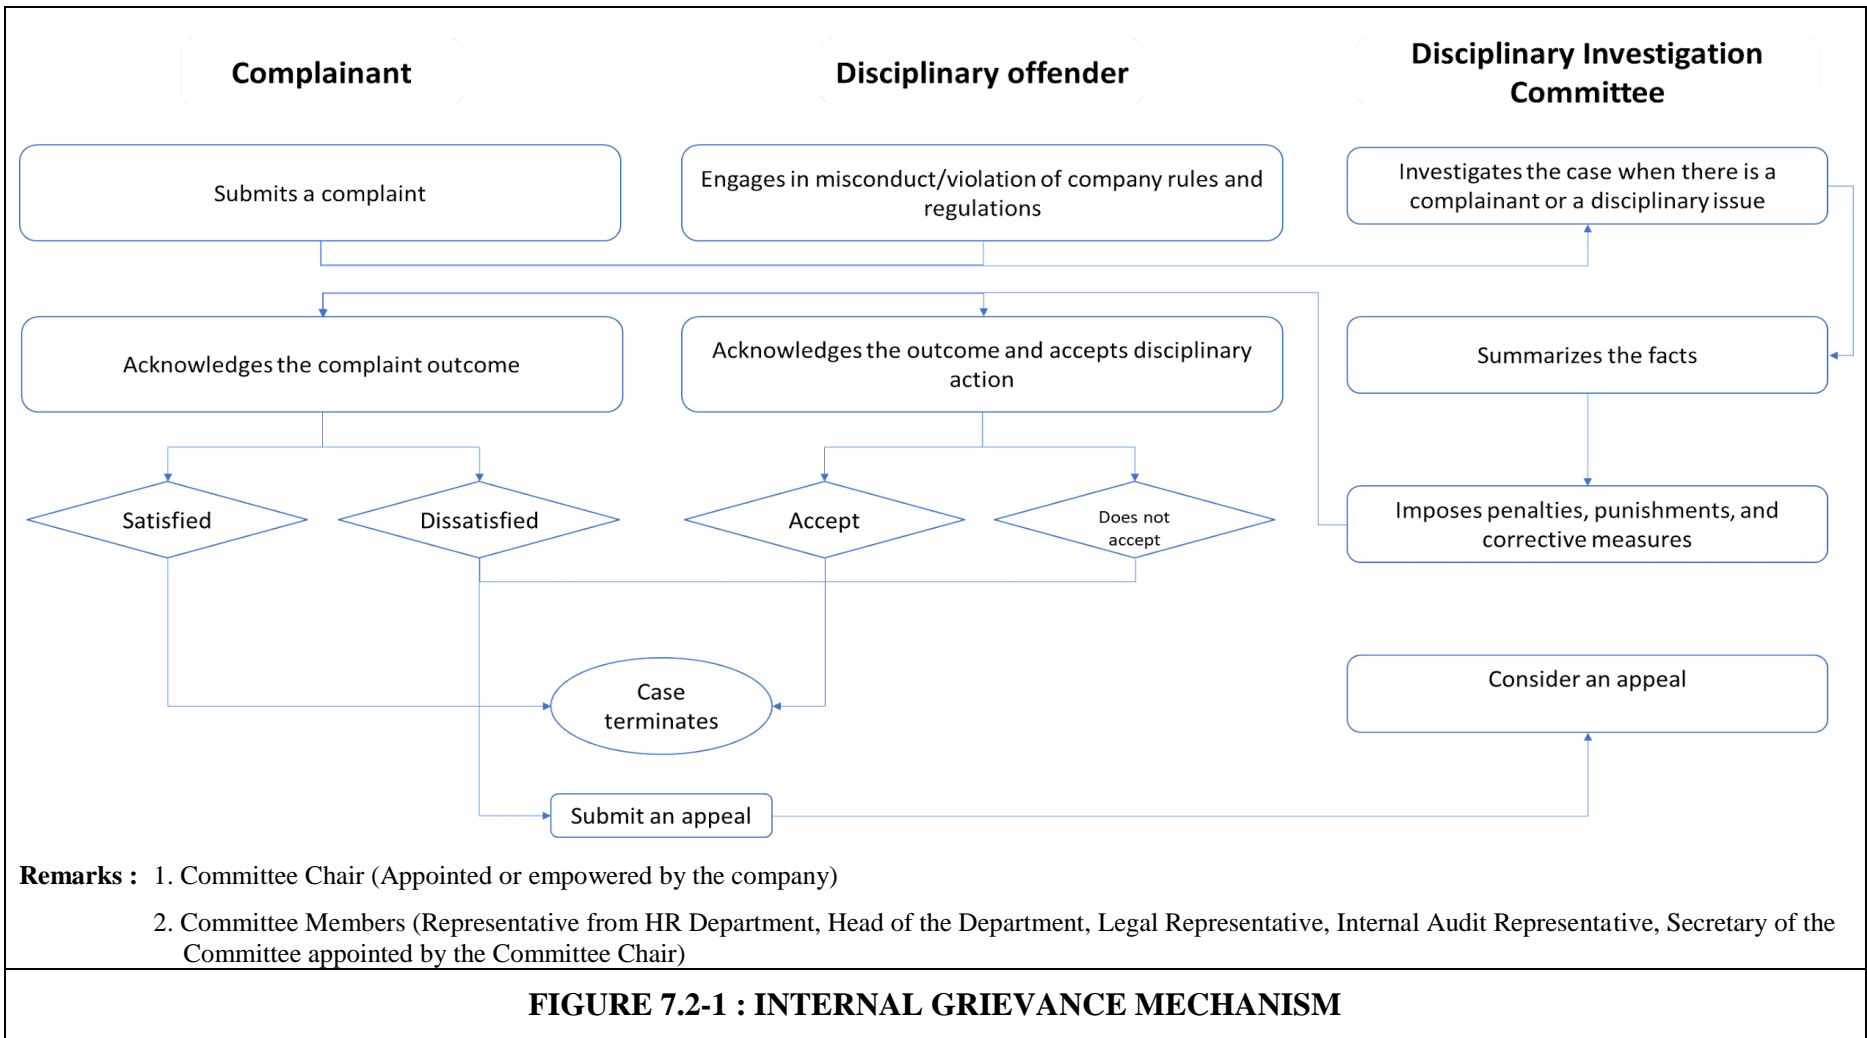 Complainant
Disciplinary offender
Disciplinary Investigation
Committee
Submits a complaint
Engages in misconduct/violation of company rules and
regulations
Investigates the case when there is a
complainant or a disciplinary issue
Acknowledges the complaint outcome
Acknowledges the outcome and accepts disciplinary
action
Summarizes the facts
Satisfied
Dissatisfied
Accept
Does not
accept
Imposes penalties, punishments, and
corrective measures
Case
terminates
Consider an appeal
Submit an appeal
Remarks : 1. Committee Chair (Appointed or empowered by the company)
2. Committee Members (Representative from HR Department, Head of the Department, Legal Representative, Internal Audit Representative, Secretary of the
Committee appointed by the Committee Chair)
FIGURE 7.2-1 : INTERNAL GRIEVANCE MECHANISM